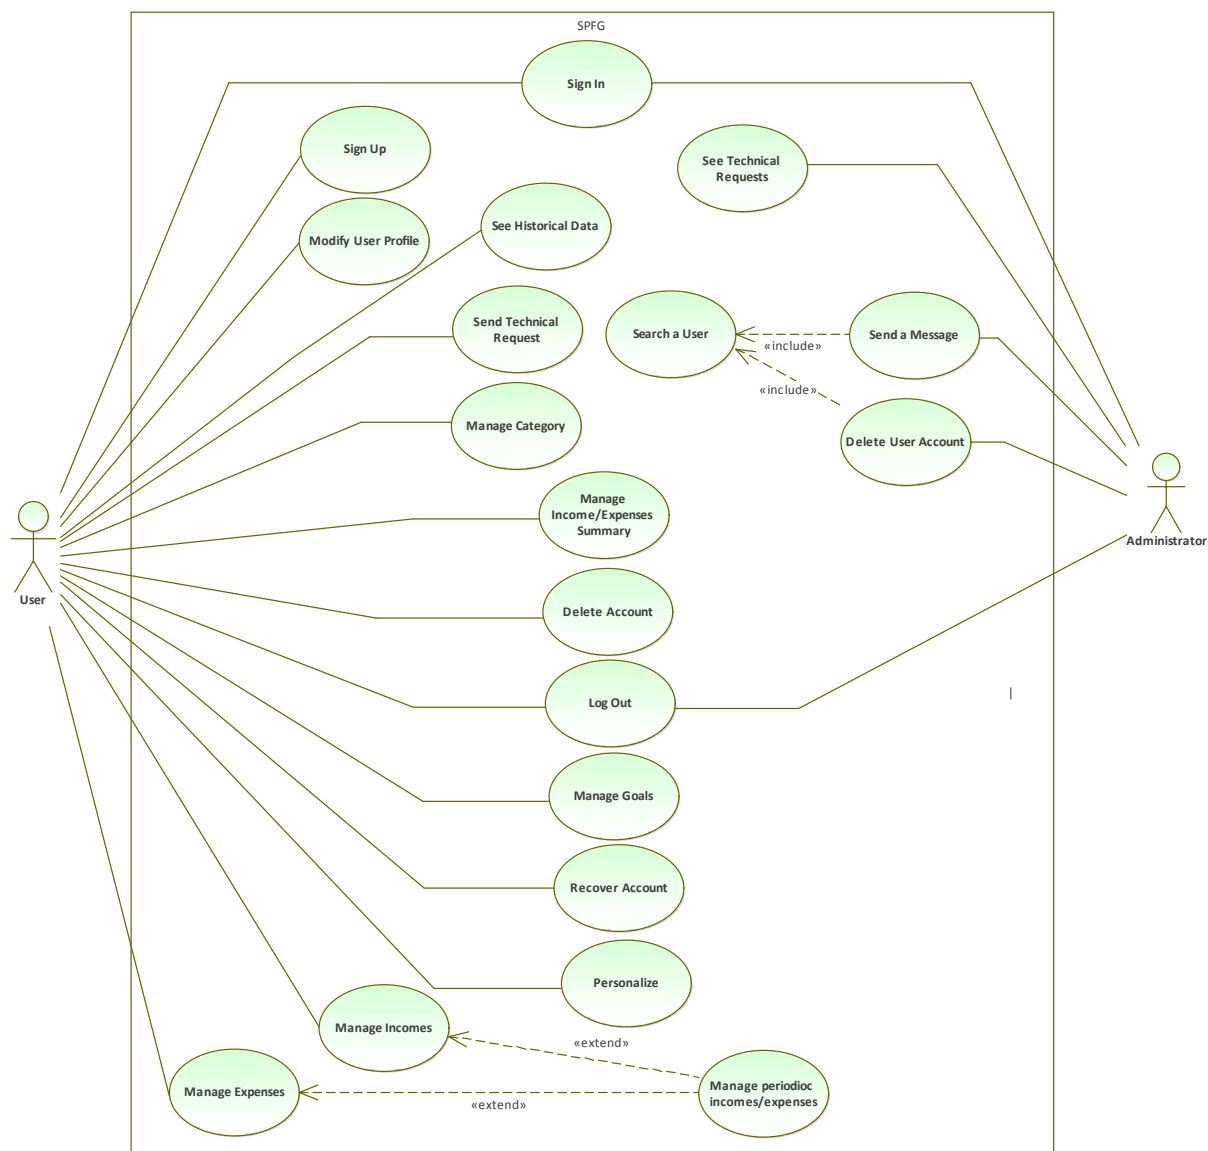 SPFG
Sign In
Sign Up
See Technical
Requests
See Historical Data
Modify User Profile
Send Technical
Request
Search a User
«include»
Send a Message
«include»
Manage Category
Delete User Account
Manage
Income/Expenses
Summary
Administrator
User
Delete Account
Log Out
Manage Goals
Recover Account
Personalize
Manage Incomes
«extend»
Manage Expenses
«extend»
Manage periodioc
incomes/expenses